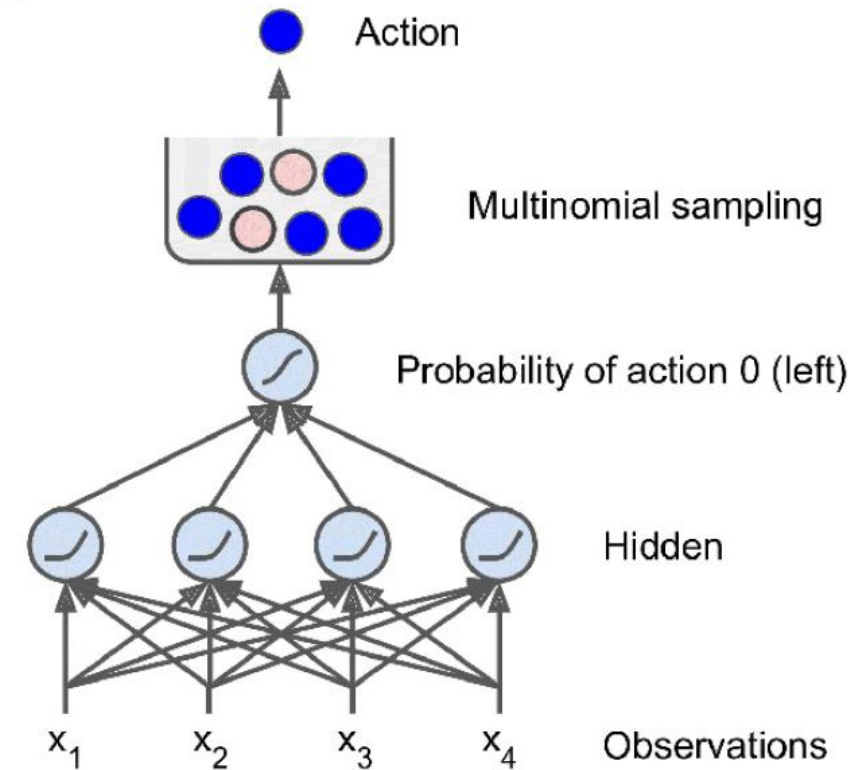 Action
Multinomial sampling
Probability of action 0 (left)
Hidden
x1 x2 x3 x4 Observations